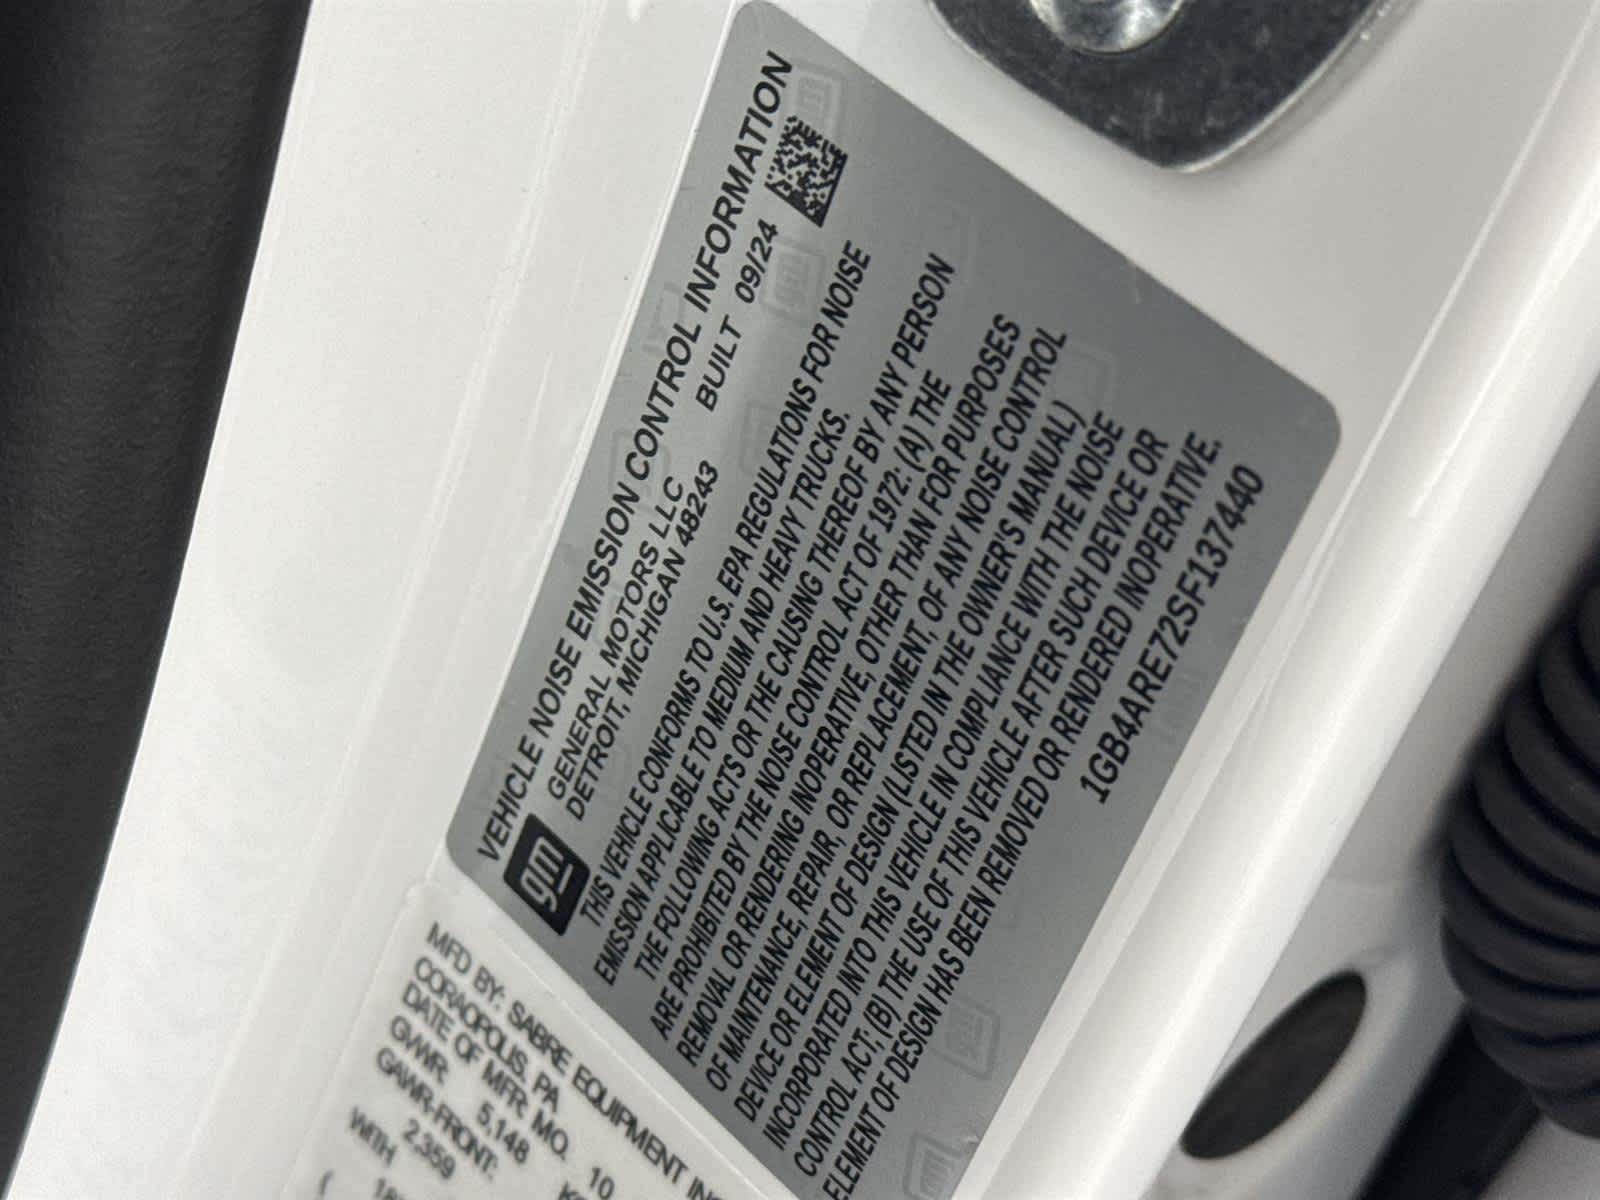 VEHICLE NOISE EMISSION CONTROL INFORMATION
gm
GENERAL MOTORS LLC BUILT 09/24
DETROIT, MICHIGAN 48243
THIS VEHICLE CONFORMS TO U.S. EPA REGULATIONS FOR NOISE
EMISSION APPLICABLE TO MEDIUM AND HEAVY TRUCKS.
THE FOLLOWING ACTS OR THE CAUSING THEREOF BY ANY PERSON
ARE PROHIBITED BY THE NOISE CONTROL ACT OF 1972: (A) THE
REMOVAL OR RENDERING INOPERATIVE, OTHER THAN FOR PURPOSES
OF MAINTENANCE, REPAIR, OR REPLACEMENT, OF ANY NOISE CONTROL
DEVICE OR ELEMENT OF DESIGN (LISTED IN THE OWNER'S MANUAL)
INCORPORATED INTO THIS VEHICLE IN COMPLIANCE WITH THE NOISE
CONTROL ACT; (B) THE USE OF THIS VEHICLE AFTER SUCH DEVICE OR
ELEMENT OF DESIGN HAS BEEN REMOVED OR RENDERED INOPERATIVE.
1GB4ARE72SF137440
MFD BY: SABRE EQUIPMENT INC
CORAOPOLIS, PA
DATE OF MFR: MO. 10
GVWR 5,148
GAWR-FRONT: 2,359
WITH